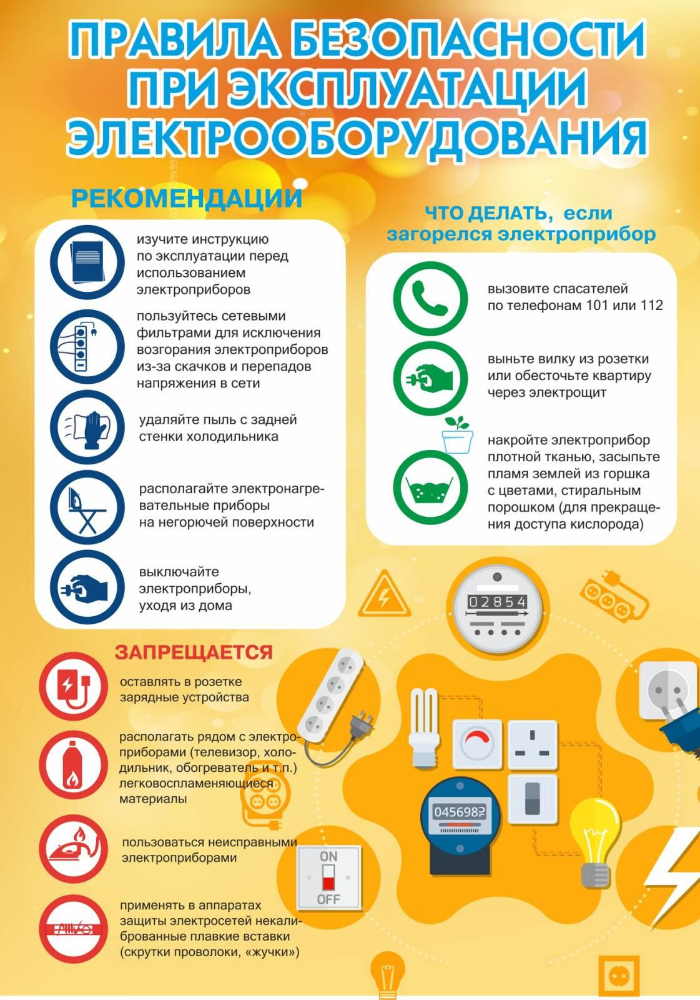 ПРАВИЛА БЕЗОПАСНОСТИ
ПРИ ЭКСПЛУАТАЦИИ
ЭЛЕКТРООБОРУДОВАНИЯ
РЕКОМЕНДАЦИИ
изучите инструкцию
по эксплуатации перед
использованием
электроприборов
пользуйтесь сетевыми
фильтрами для исключения
возгорания электроприборов
из-за скачков и перепадов
напряжения в сети
удаляйте пыль с задней
стенки холодильника
располагайте электронагре-
вательные приборы
на негорючей поверхности
выключайте
электроприборы,
уходя из дома
ЧТО ДЕЛАТЬ, если
загорелся электроприбор
вызовите спасателей
по телефонам 101 или 112
выньте вилку из розетки
или обесточьте квартиру
через электрощит
накройте электроприбор
плотной тканью, засыпьте
пламя землей из горшка
с цветами, стиральным
порошком (для прекраще-
ния доступа кислорода)
ЗАПРЕЩАЕТСЯ
оставлять в розетке
зарядные устройства
располагать рядом с электро-
приборами (телевизор, холо-
дильник, обогреватель и т.п.)
легковоспламеняющиеся
материалы
пользоваться неисправными
электроприборами
применять в аппаратах
защиты электросетей некали-
брованные плавкие вставки
(скрутки проволоки, «жучки»)
02854
045698
ON
OFF